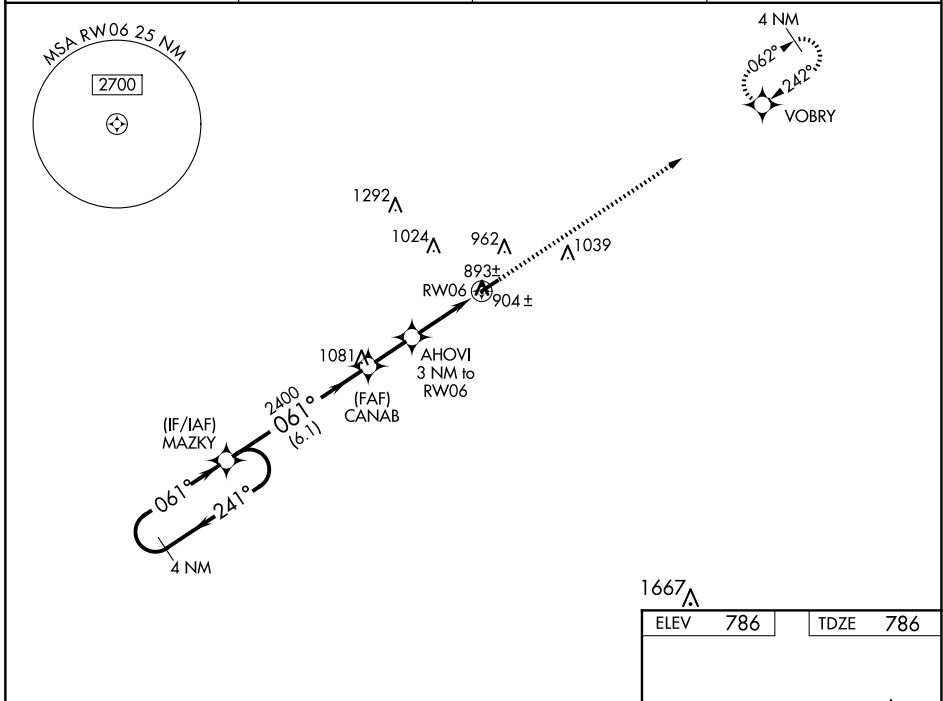 MSA RW06 25 NM
2700
4 NM
062°
242°
VOBRY
1292
1024
962
1039
893±
RW06
904±
1081
AHOVI
3 NM to
RW06
(FAF)
CANAB
2400
061°
(6.1)
(IF/IAF)
MAZKY
061°
241°
4 NM
1667
ELEV 786
TDZE 786